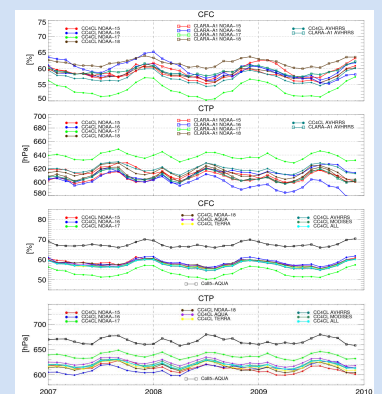 CFC
CC4CL NOAA-15 CLARA-A1 NOAA-15 CC4CL AVHRRS
CC4CL NOAA-16 CLARA-A1 NOAA-16 CLARA-A1 AVHRRS
CC4CL NOAA-17 CLARA-A1 NOAA-17
CC4CL NOAA-18 CLARA-A1 NOAA-18
75
70
65
[%]
60
55
50
CTP
700
CC4CL NOAA-15 CLARA-A1 NOAA-15 CC4CL AVHRRS
CC4CL NOAA-16 CLARA-A1 NOAA-16 CLARA-A1 AVHRRS
CC4CL NOAA-17 CLARA-A1 NOAA-17
CC4CL NOAA-18 CLARA-A1 NOAA-18
680
660
[hPa]
640
620
600
580
CFC
CC4CL NOAA-15 CC4CL NOAA-18 CC4CL AVHRRS
CC4CL NOAA-16 CC4CL AQUA CC4CL MODISES
CC4CL NOAA-17 CC4CL TERRA CC4CL ALL
80
70
[%]
60
50
Calth-AQUA
CTP
CC4CL NOAA-15 CC4CL NOAA-18 CC4CL AVHRRS
CC4CL NOAA-16 CC4CL AQUA CC4CL MODISES
CC4CL NOAA-17 CC4CL TERRA CC4CL ALL
700
[hPa]
650
600
Calth-AQUA
2007 2008 2009 2010